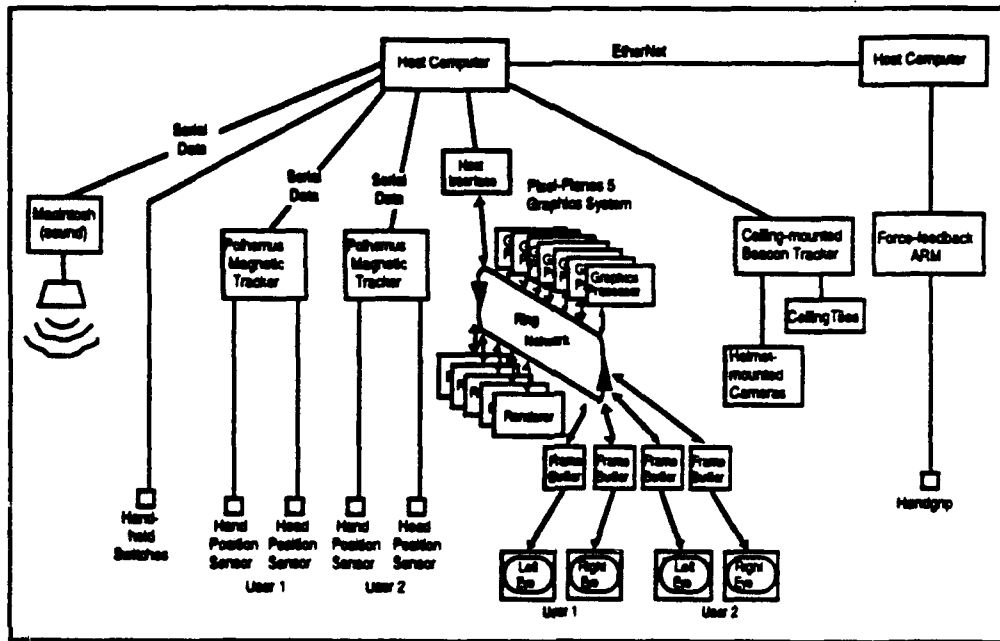 Host Computer
EtherNet
Host Computer
Serial
Data
Serial
Data
Serial
Data
Host
Interface
Pixel-Planes 5
Graphics System
Macintosh
(sound)
Polhemus
Magnetic
Tracker
Polhemus
Magnetic
Tracker
Graphics
Processor
Ceiling-mounted
Beacon Tracker
Force-feedback
ARM
Ceiling Tiles
Ring
Network
Helmet-
mounted
Cameras
Renderer
Frame
Buffer
Frame
Buffer
Frame
Buffer
Frame
Buffer
Hand-
held
Switches
Hand
Position
Sensor
Head
Position
Sensor
Hand
Position
Sensor
Head
Position
Sensor
Handgrip
User 1
User 2
Left
Eye
Right
Eye
Left
Eye
Right
Eye
User 1
User 2